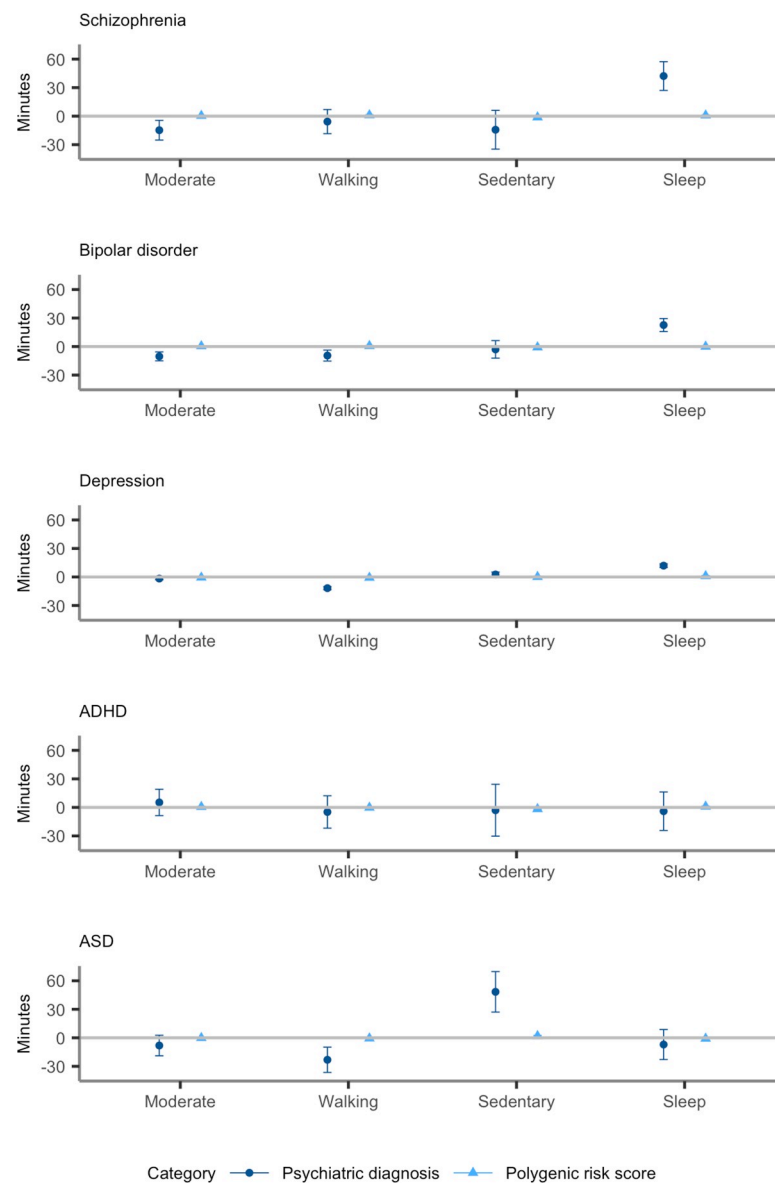 Schizophrenia
60
30
0
-30
Minutes
Moderate Walking Sedentary Sleep
Bipolar disorder
60
30
0
-30
Minutes
Moderate Walking Sedentary Sleep
Depression
60
30
0
-30
Minutes
Moderate Walking Sedentary Sleep
ADHD
60
30
0
-30
Minutes
Moderate Walking Sedentary Sleep
ASD
60
30
0
-30
Minutes
Moderate Walking Sedentary Sleep
Category Psychiatric diagnosis Polygenic risk score